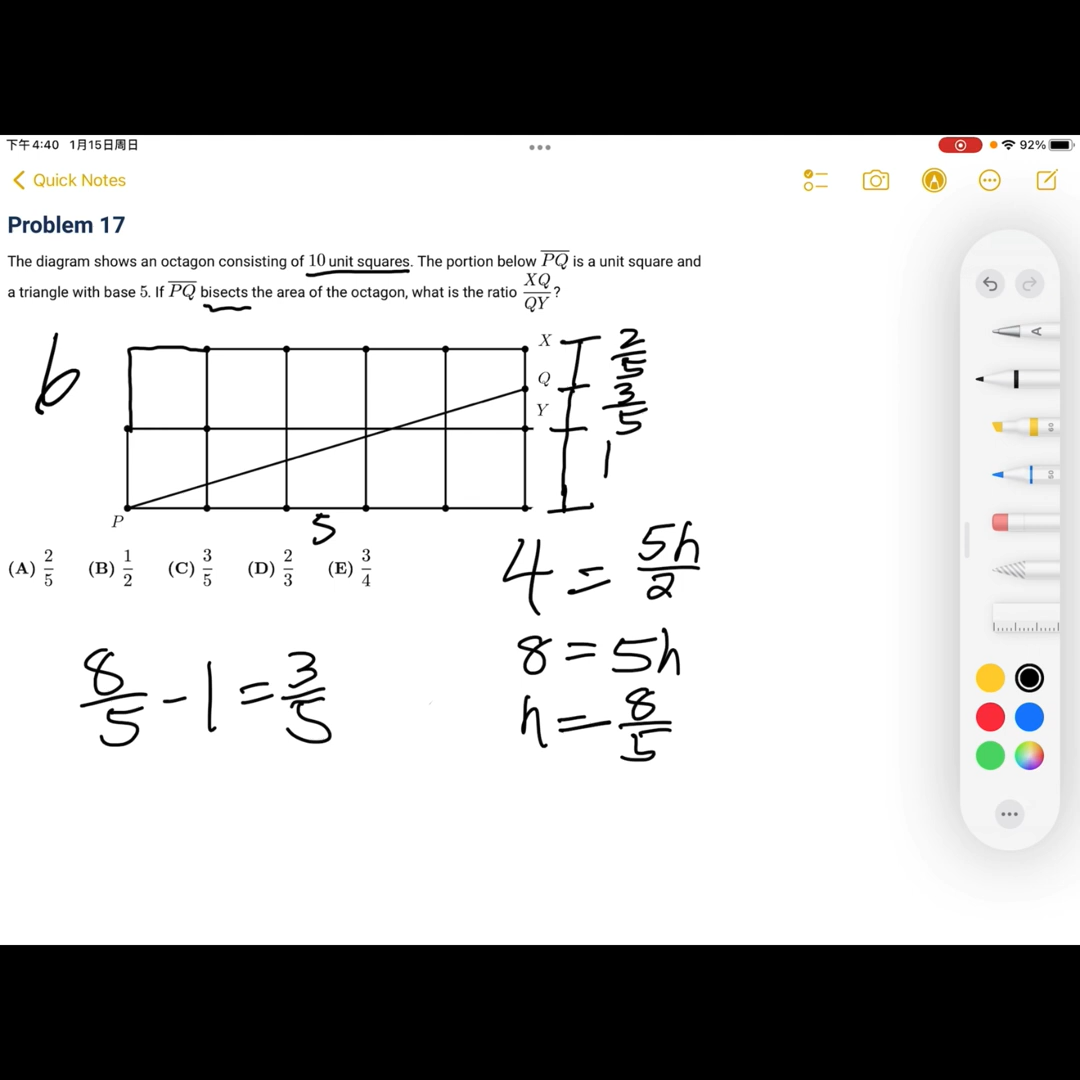 下午4:40 1月15日周日
92%
Quick Notes
Problem 17
The diagram shows an octagon consisting of 10 unit squares. The portion below PQ is a unit square and
a triangle with base 5. If PQ bisects the area of the octagon, what is the ratio XQ/QY?
X
Q
Y
P
6
2/5
3/5
1
5
(A) 2/5 (B) 1/2 (C) 3/5 (D) 2/3 (E) 3/4
4 = 5h/2
8 = 5h
h = 8/5
8/5 - 1 = 3/5
A
60
50